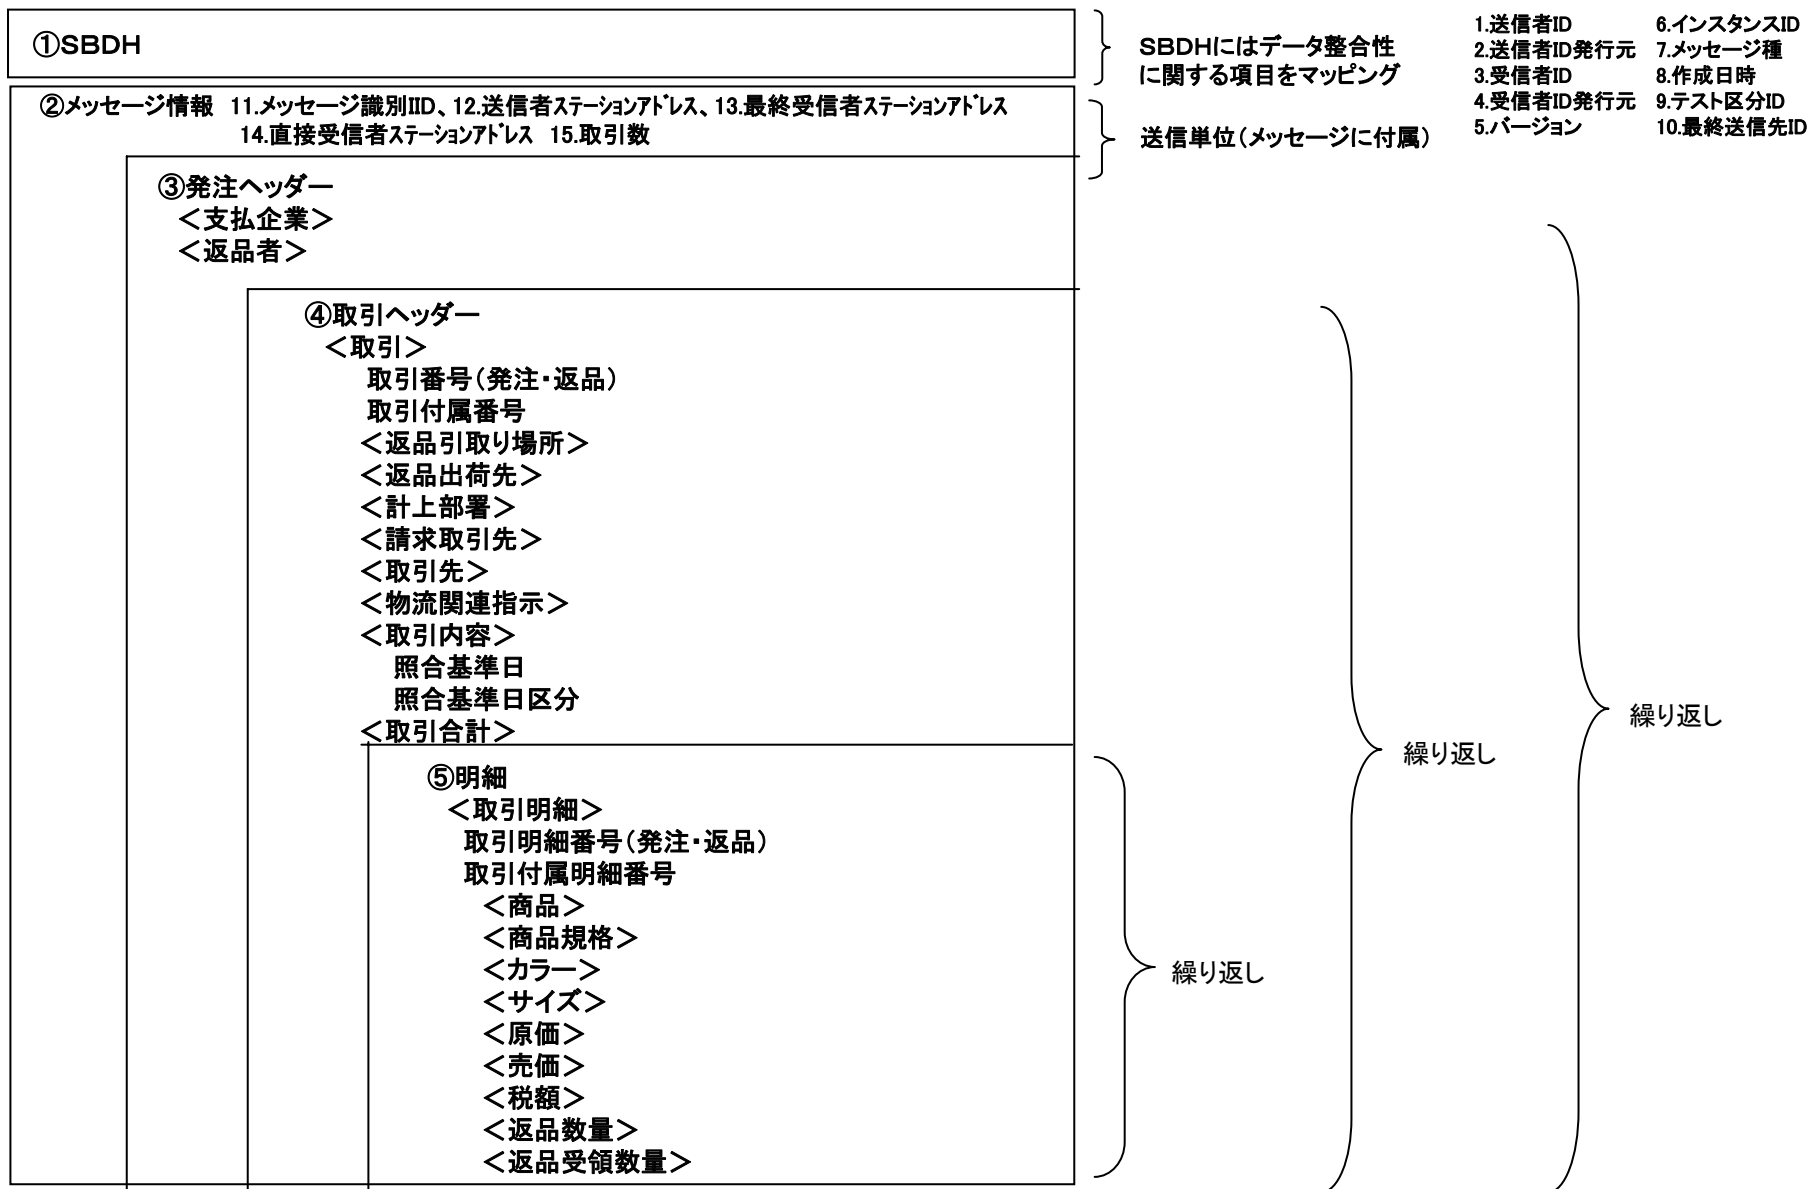 ①SBDH
SBDHにはデータ整合性
に関する項目をマッピング
1.送信者ID
2.送信者ID発行元
3.受信者ID
4.受信者ID発行元
5.バージョン
6.インスタンスID
7.メッセージ種
8.作成日時
9.テスト区分ID
10.最終送信先ID
②メッセージ情報 11.メッセージ識別IID、12.送信者ステーションアドレス、13.最終受信者ステーションアドレス
14.直接受信者ステーションアドレス 15.取引数
送信単位(メッセージに付属)
③発注ヘッダー
<支払企業>
<返品者>
④取引ヘッダー
<取引>
取引番号(発注・返品)
取引付属番号
<返品引取り場所>
<返品出荷先>
<計上部署>
<請求取引先>
<取引先>
<物流関連指示>
<取引内容>
照合基準日
照合基準日区分
<取引合計>
⑤明細
<取引明細>
取引明細番号(発注・返品)
取引付属明細番号
<商品>
<商品規格>
<カラー>
<サイズ>
<原価>
<売価>
<税額>
<返品数量>
<返品受領数量>
繰り返し
繰り返し
繰り返し